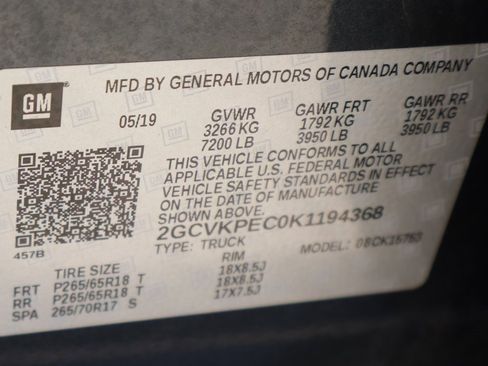 GM
MFD BY GENERAL MOTORS OF CANADA COMPANY
05/19 GVWR GAWR FRT GAWR RR
3266 KG 1792 KG 1792 KG
7200 LB 3950 LB 3950 LB
THIS VEHICLE CONFORMS TO ALL
APPLICABLE U.S. FEDERAL MOTOR
VEHICLE SAFETY STANDARDS IN EFFECT
ON THE DATE OF MANUFACTURE
SHOWN ABOVE.
2GCVKPEC0K1194368
457B TYPE: TRUCK MODEL: 08CK15753
TIRE SIZE RIM
FRT P265/65R18 T 18X8.5J
RR P265/65R18 T 18X8.5J
SPA 265/70R17 S 17X7.5J